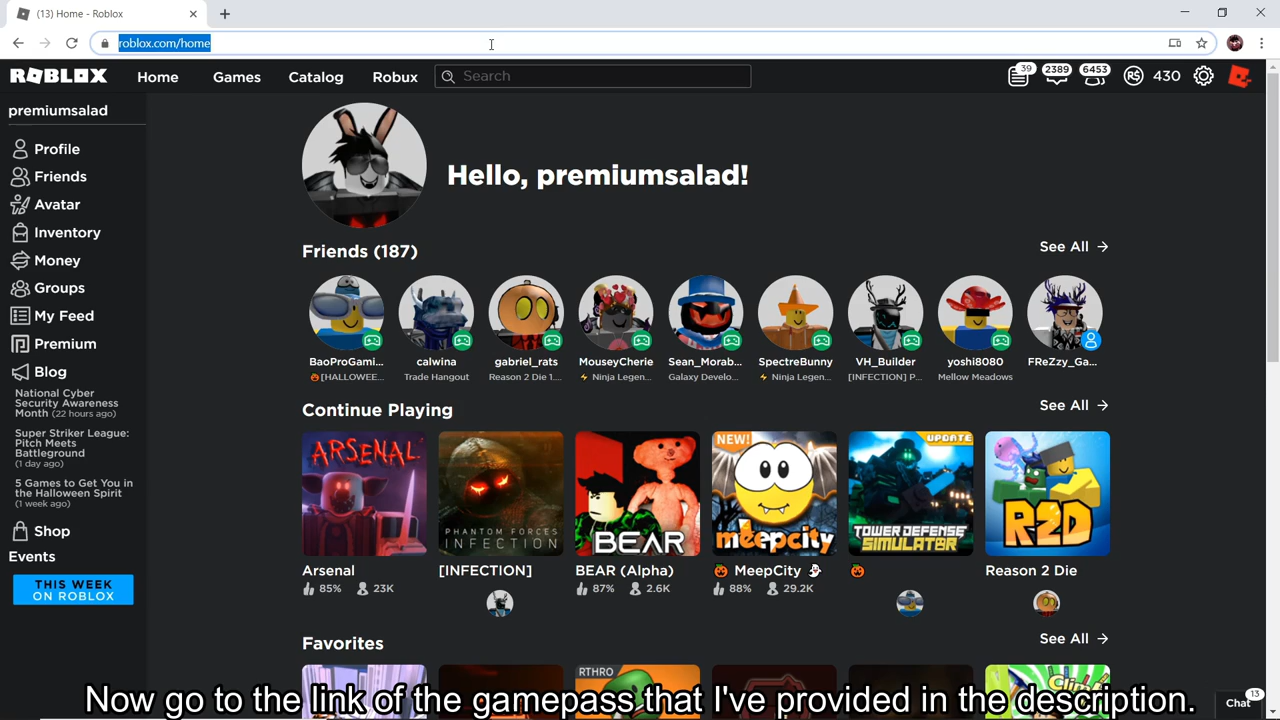 (13) Home - Roblox
roblox.com/home
ROBLOX Home Games Catalog Robux Search 39 2389 6453 430
premiumsalad
Profile
Friends
Avatar
Inventory
Money
Groups
My Feed
Premium
Blog
National Cyber
Security Awareness
Month (22 hours ago)
Super Striker League:
Pitch Meets
Battleground
(1 day ago)
5 Games to Get You in
the Halloween Spirit
(1 week ago)
Shop
Events
THIS WEEK
ON ROBLOX
Hello, premiumsalad!
Friends (187) See All
BaoProGami... calwina gabriel_rats MouseyCherie Sean_Morab... SpectreBunny VH_Builder yoshi8080 FReZzy_Ga...
[HALLOWEE... Trade Hangout Reason 2 Die 1.... Ninja Legen... Galaxy Develo... Ninja Legen... [INFECTION] P... Mellow Meadows
Continue Playing See All
ARSENAL
PHANTOM FORCES
INFECTION
BEAR
NEW!
meepcity
UPDATE
TOWER DEFENSE
SIMULATOR
R2D
Arsenal [INFECTION] BEAR (Alpha) 🎃 MeepCity 👻 🎃 Reason 2 Die
85% 23K 87% 2.6K 88% 29.2K
Favorites See All
RTHRO
Now go to the link of the gamepass that I've provided in the description.
Chat 13